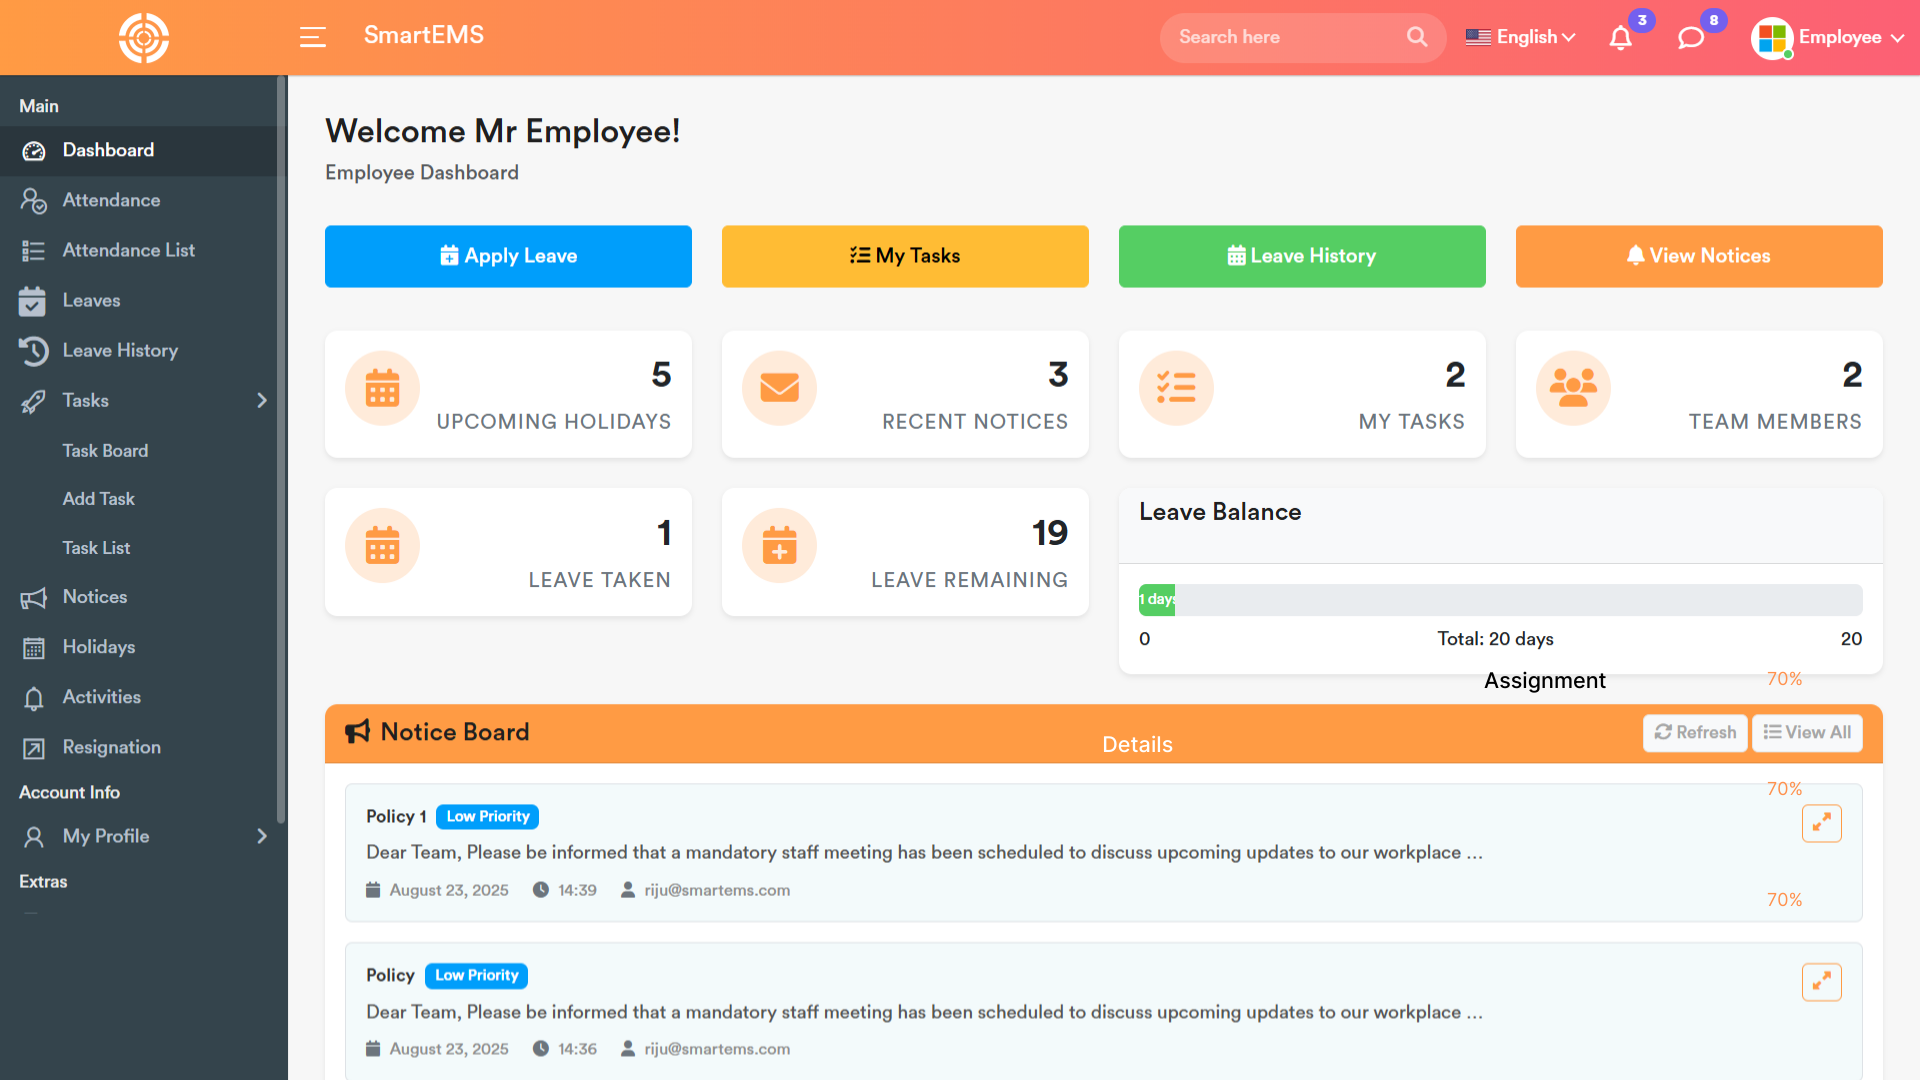 SmartEMS
Search here
English
3
8
Employee
Main
Dashboard
Attendance
Attendance List
Leaves
Leave History
Tasks
Task Board
Add Task
Task List
Notices
Holidays
Activities
Resignation
Account Info
My Profile
Extras
Welcome Mr Employee!
Employee Dashboard
Apply Leave
My Tasks
Leave History
View Notices
5
UPCOMING HOLIDAYS
3
RECENT NOTICES
2
MY TASKS
2
TEAM MEMBERS
1
LEAVE TAKEN
19
LEAVE REMAINING
Leave Balance
1 days
0
Total: 20 days
20
Assignment
70%
Notice Board
Details
Refresh
View All
70%
Policy 1
Low Priority
Dear Team, Please be informed that a mandatory staff meeting has been scheduled to discuss upcoming updates to our workplace ...
August 23, 2025
14:39
riju@smartems.com
70%
Policy
Low Priority
Dear Team, Please be informed that a mandatory staff meeting has been scheduled to discuss upcoming updates to our workplace ...
August 23, 2025
14:36
riju@smartems.com